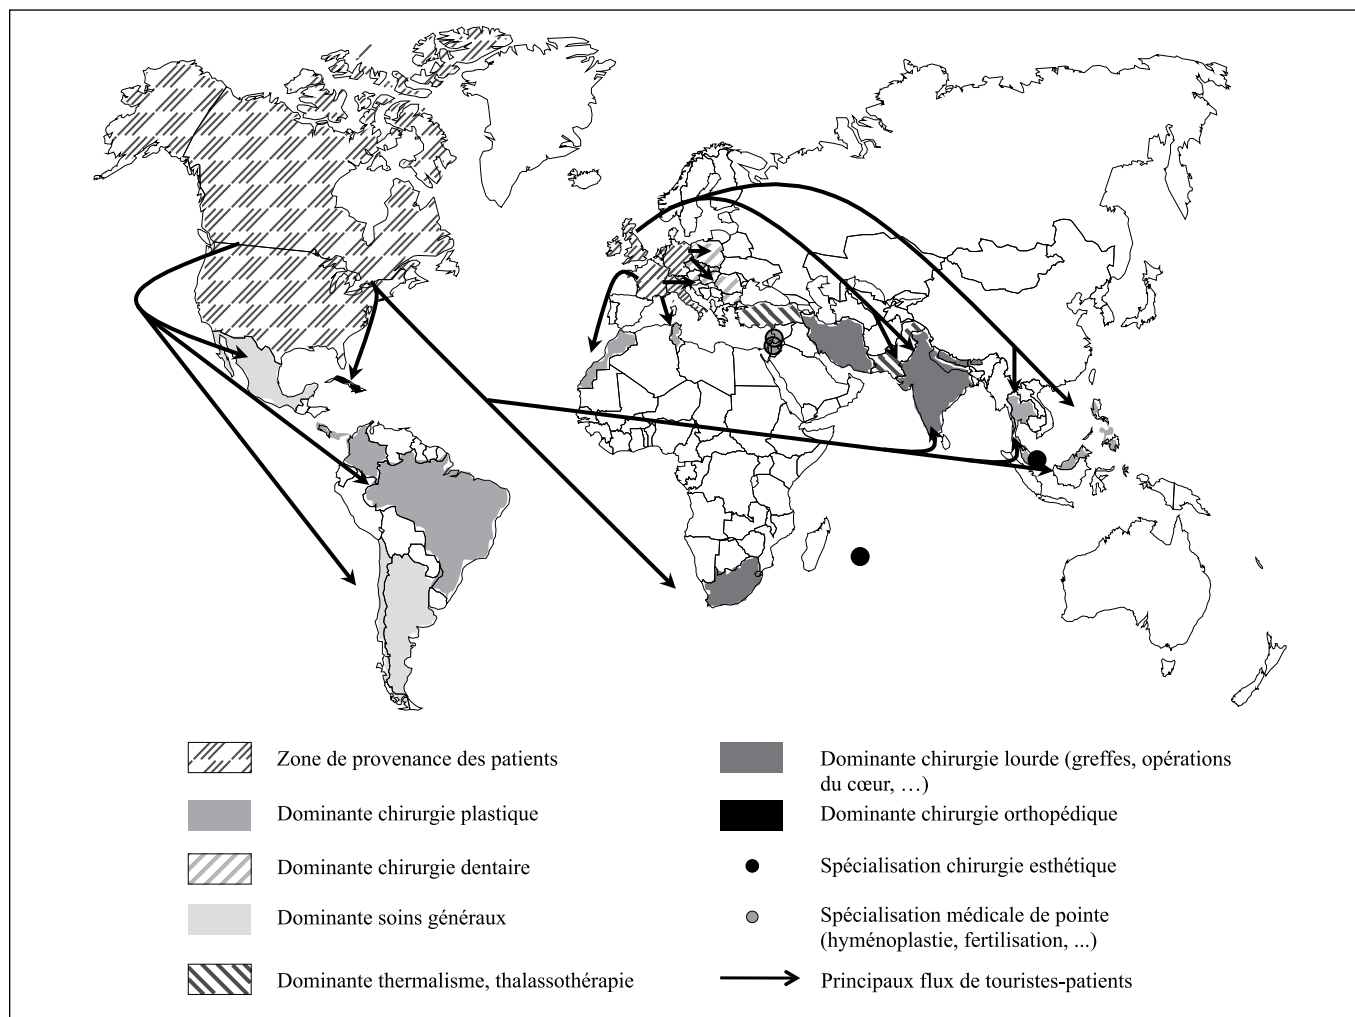 Zone de provenance des patients
Dominante chirurgie plastique
Dominante chirurgie dentaire
Dominante soins généraux
Dominante thermalisme, thalassothérapie
Dominante chirurgie lourde (greffes, opérations
du cœur, …)
Dominante chirurgie orthopédique
Spécialisation chirurgie esthétique
Spécialisation médicale de pointe
(hyménoplastie, fertilisation, ...)
Principaux flux de touristes-patients